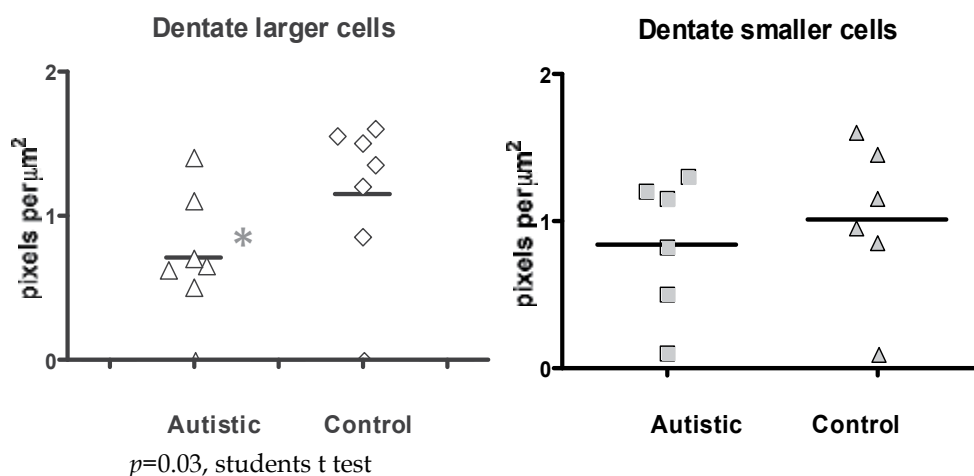 Dentate larger cells
pixels per μm²
2
1
0
*
Autistic Control
p=0.03, students t test
Dentate smaller cells
pixels per μm²
2
1
0
Autistic Control